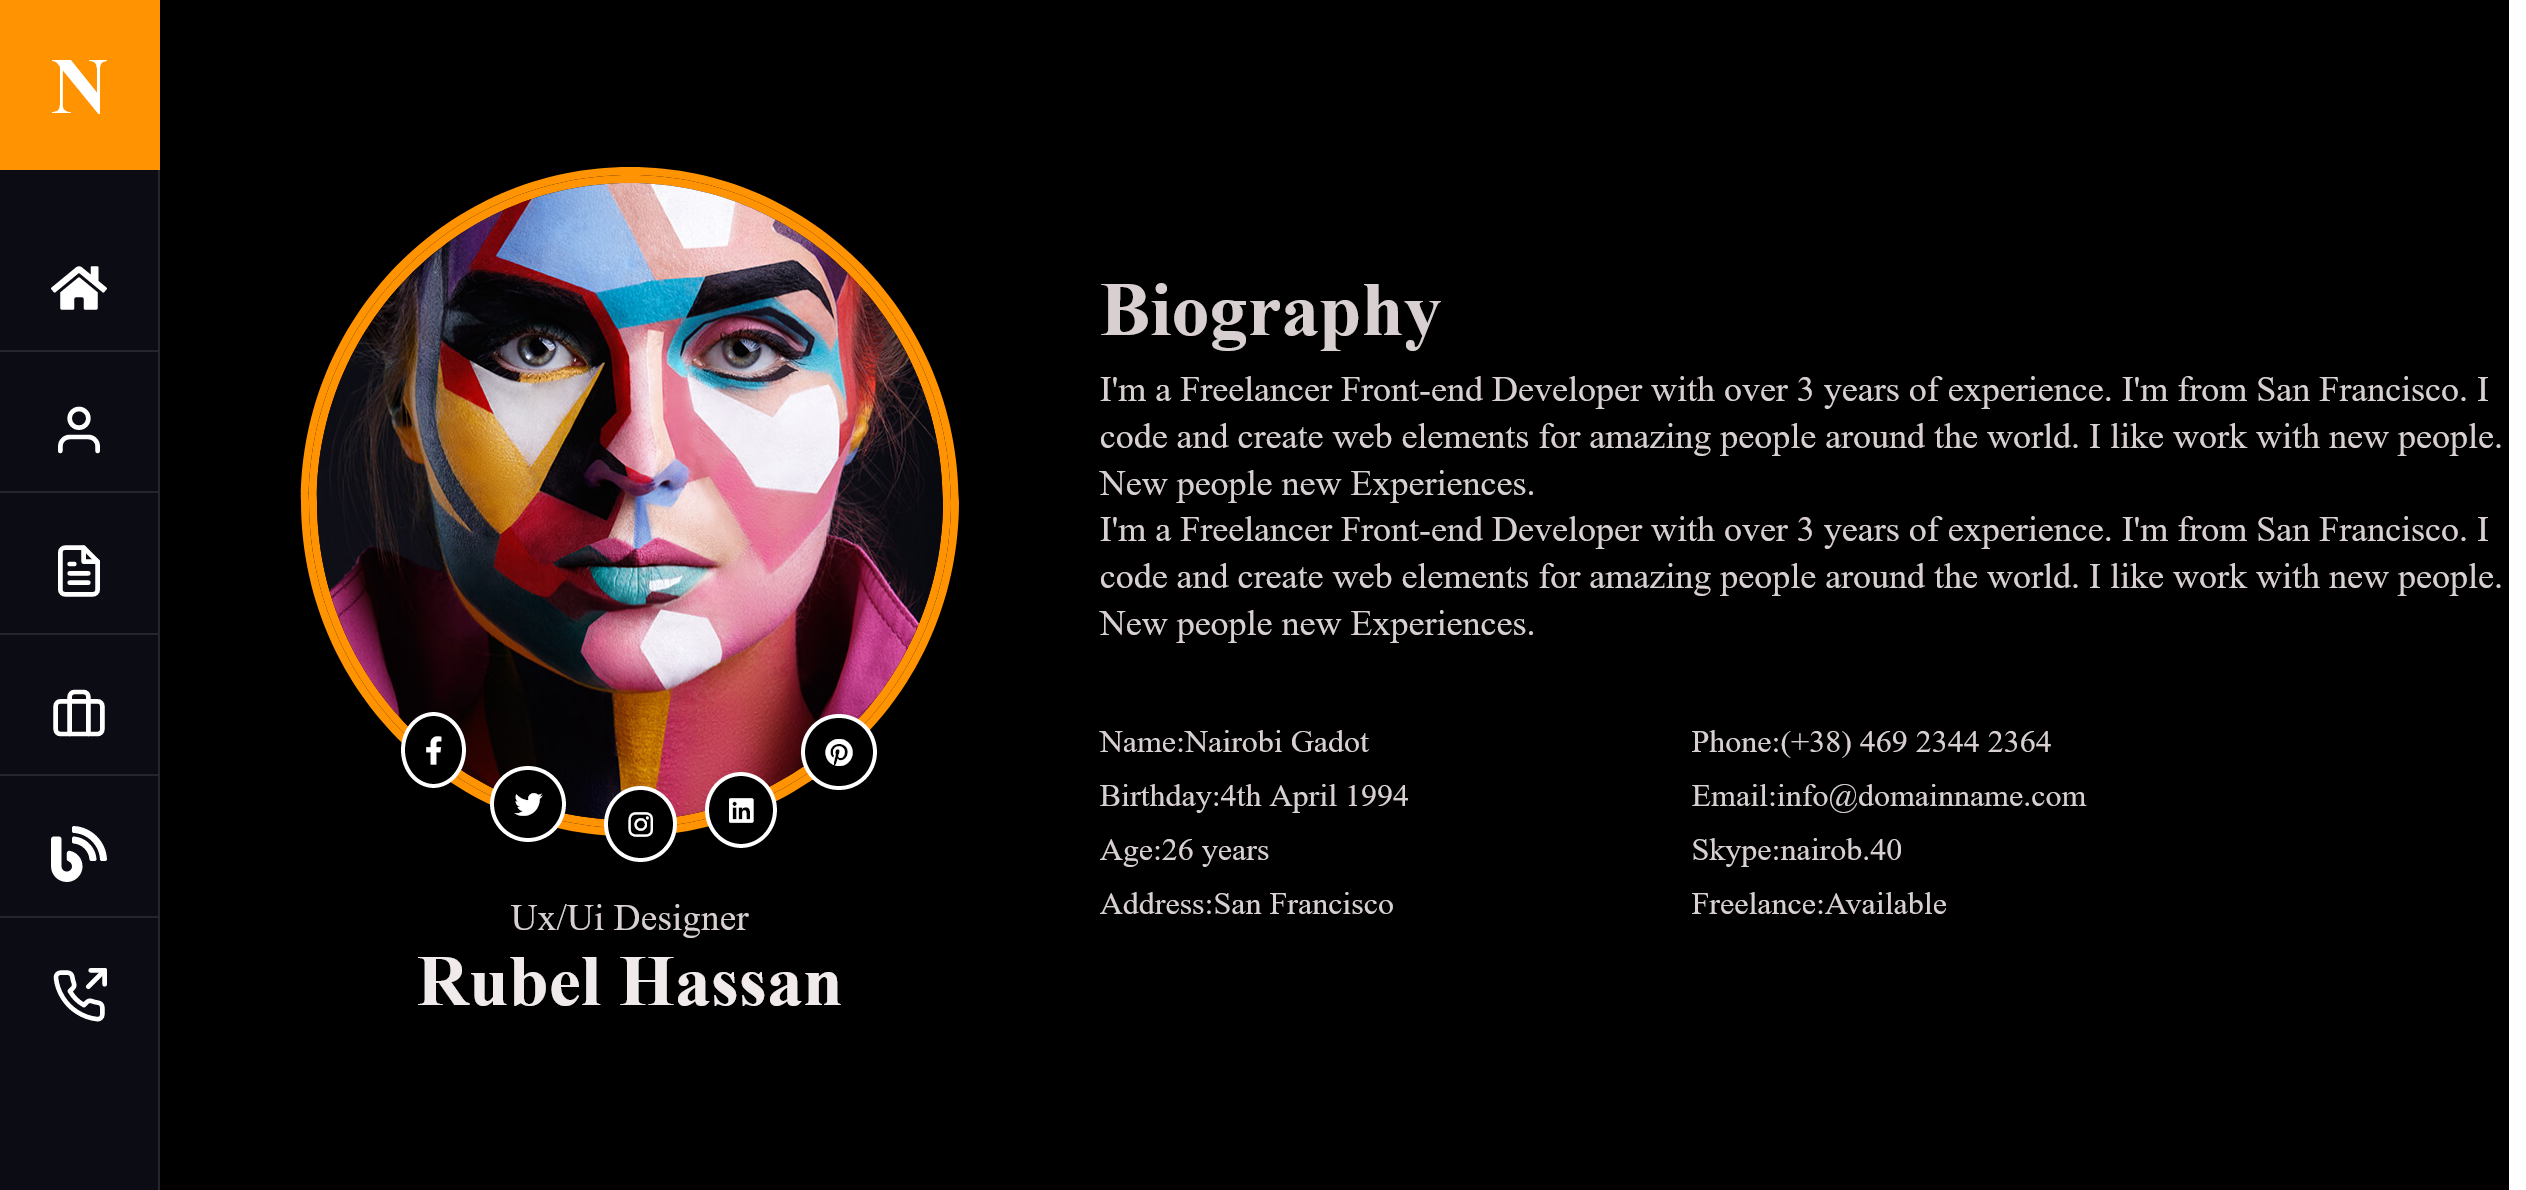 N
Ux/Ui Designer
Rubel Hassan
Biography
I'm a Freelancer Front-end Developer with over 3 years of experience. I'm from San Francisco. I
code and create web elements for amazing people around the world. I like work with new people.
New people new Experiences.
I'm a Freelancer Front-end Developer with over 3 years of experience. I'm from San Francisco. I
code and create web elements for amazing people around the world. I like work with new people.
New people new Experiences.
Name:Nairobi Gadot
Birthday:4th April 1994
Age:26 years
Address:San Francisco
Phone:(+38) 469 2344 2364
Email:info@domainname.com
Skype:nairob.40
Freelance:Available